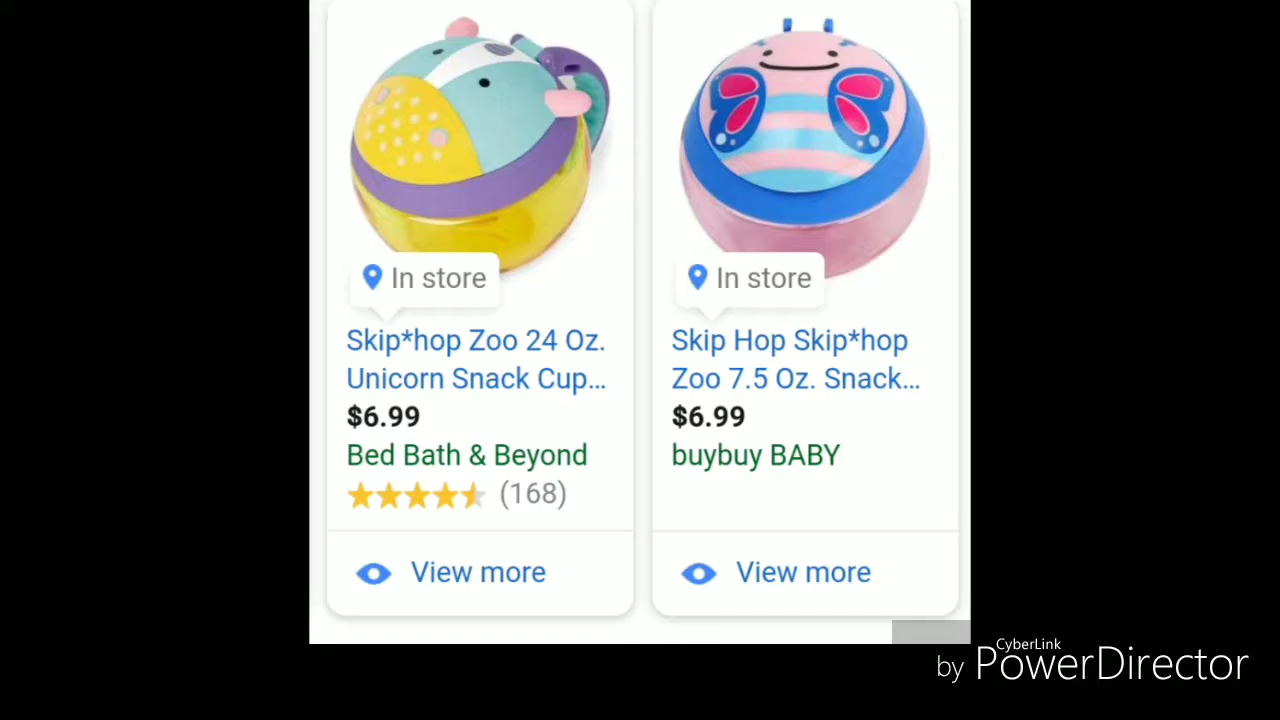 In store
Skip*hop Zoo 24 Oz.
Unicorn Snack Cup...
$6.99
Bed Bath & Beyond
(168)
View more
In store
Skip Hop Skip*hop
Zoo 7.5 Oz. Snack...
$6.99
buybuy BABY
View more
CyberLink
by PowerDirector